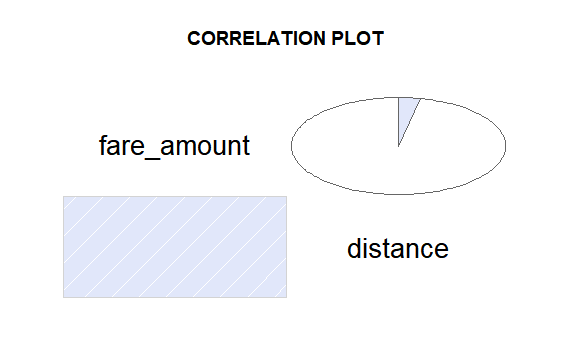 CORRELATION PLOT
fare_amount
distance